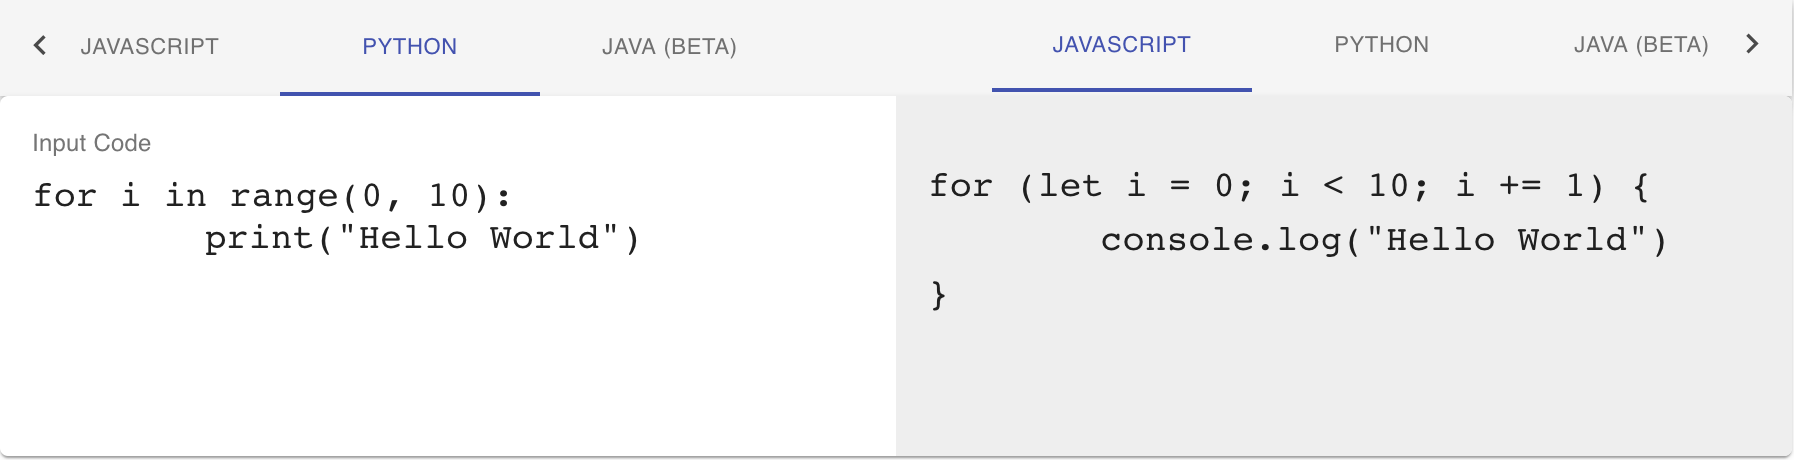 JAVASCRIPT PYTHON JAVA (BETA) JAVASCRIPT PYTHON JAVA (BETA)
Input Code
for i in range(0, 10):
        print("Hello World")
for (let i = 0; i < 10; i += 1) {
        console.log("Hello World")
}